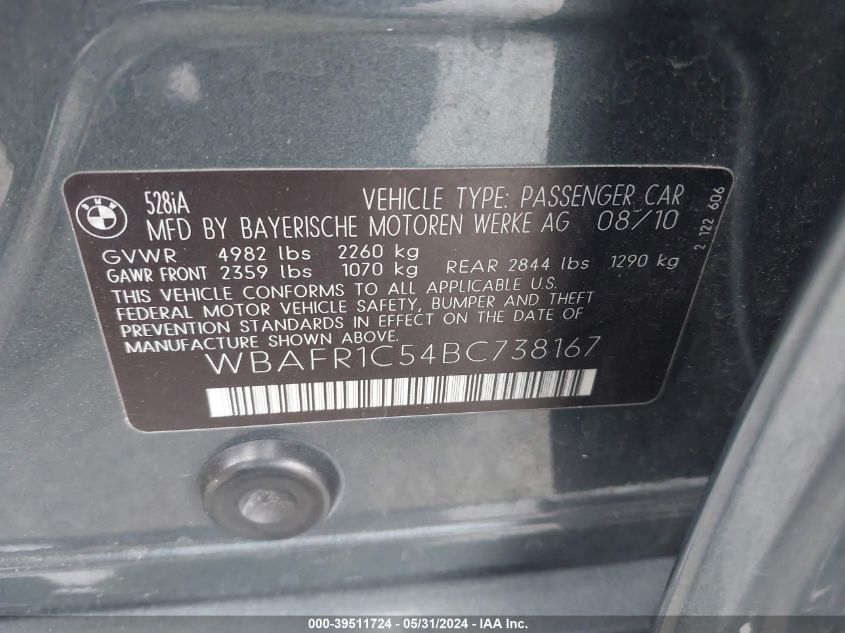 BMW
528iA VEHICLE TYPE: PASSENGER CAR
MFD BY BAYERISCHE MOTOREN WERKE AG 08/10
GVWR 4982 lbs 2260 kg
GAWR FRONT 2359 lbs 1070 kg REAR 2844 lbs 1290 kg
THIS VEHICLE CONFORMS TO ALL APPLICABLE U.S.
FEDERAL MOTOR VEHICLE SAFETY, BUMPER AND THEFT
PREVENTION STANDARDS IN EFFECT ON THE DATE OF
MANUFACTURE SHOWN ABOVE.
WBAFR1C54BC738167
2 122 606
000-39511724 - 05/31/2024 - IAA Inc.